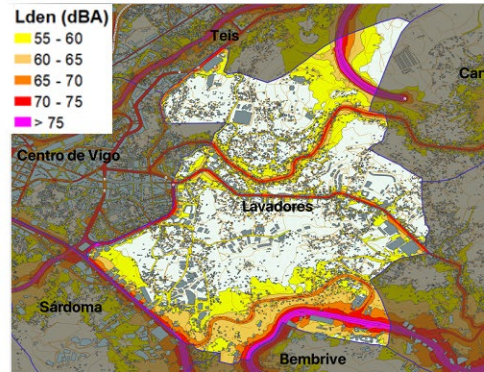 Lden (dBA)
55 - 60
60 - 65
65 - 70
70 - 75
> 75
Teis
Centro de Vigo
Lavadores
Sárdoma
Bembrive